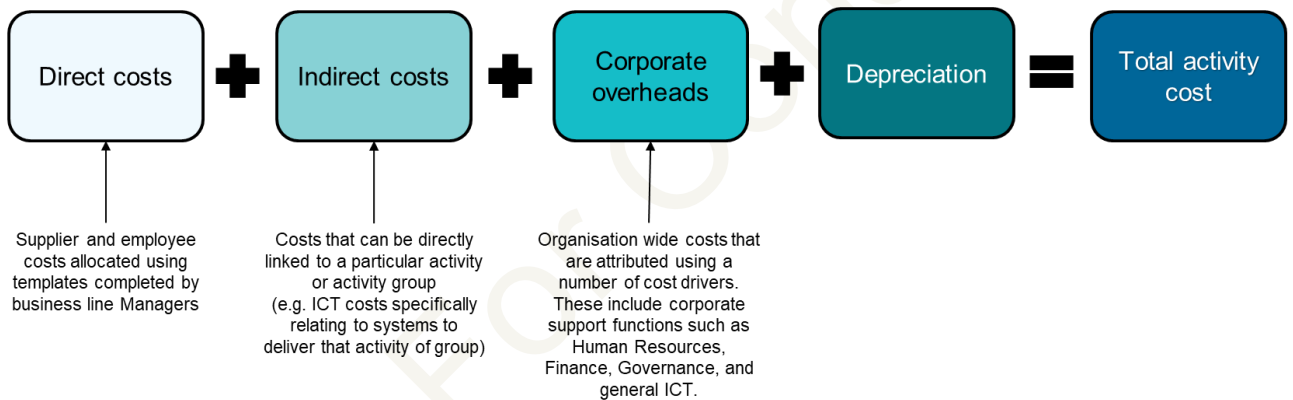 Direct costs
Indirect costs
Corporate
overheads
Depreciation
Total activity
cost
Supplier and employee
costs allocated using
templates completed by
business line Managers
Costs that can be directly
linked to a particular activity
or activity group
(e.g. ICT costs specifically
relating to systems to
deliver that activity of group)
Organisation wide costs that
are attributed using a
number of cost drivers.
These include corporate
support functions such as
Human Resources,
Finance, Governance, and
general ICT.
For